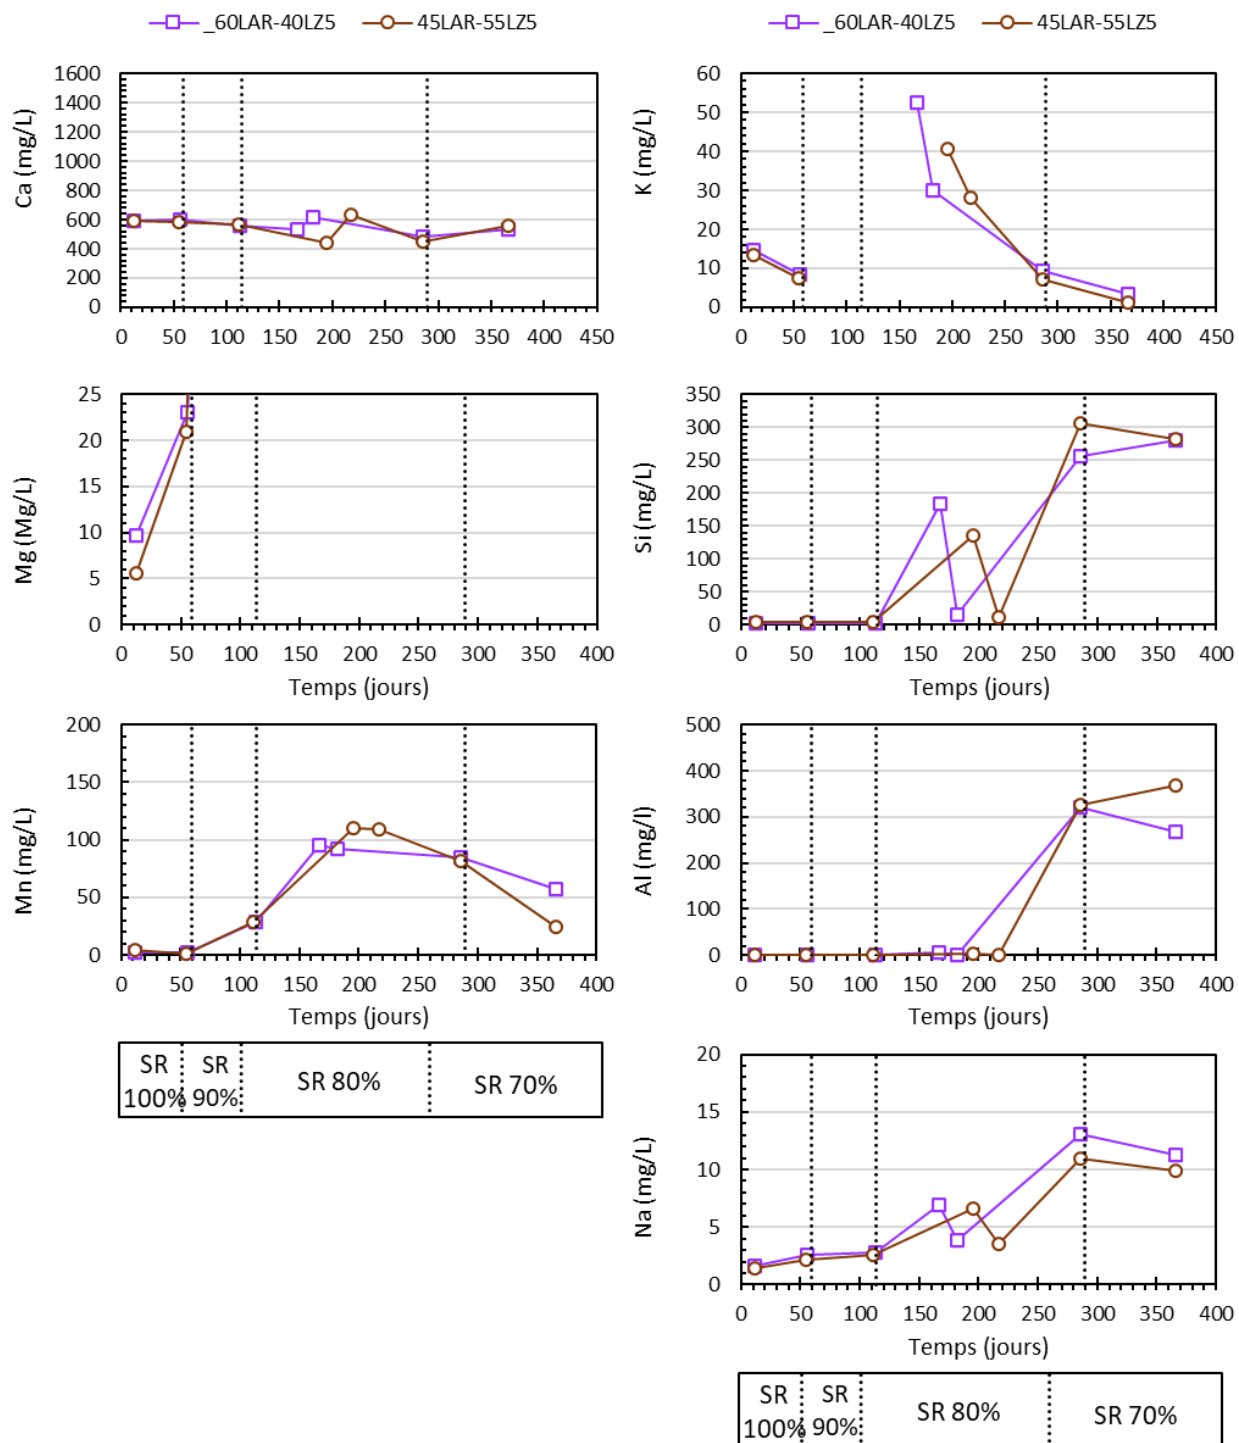 _60LAR-40LZ5 45LAR-55LZ5
Ca (mg/L)
1600
1400
1200
1000
800
600
400
200
0
0 50 100 150 200 250 300 350 400 450
Mg (Mg/L)
25
20
15
10
5
0
0 50 100 150 200 250 300 350 400
Temps (jours)
Mn (mg/L)
200
150
100
50
0
0 50 100 150 200 250 300 350 400
Temps (jours)
SR 100%
SR 90%
SR 80%
SR 70%
_60LAR-40LZ5 45LAR-55LZ5
K (mg/L)
60
50
40
30
20
10
0
0 50 100 150 200 250 300 350 400 450
Si (mg/L)
350
300
250
200
150
100
50
0
0 50 100 150 200 250 300 350 400
Temps (jours)
Al (mg/l)
500
400
300
200
100
0
0 50 100 150 200 250 300 350 400
Temps (jours)
Na (mg/L)
20
15
10
5
0
0 50 100 150 200 250 300 350 400
Temps (jours)
SR 100%
SR 90%
SR 80%
SR 70%